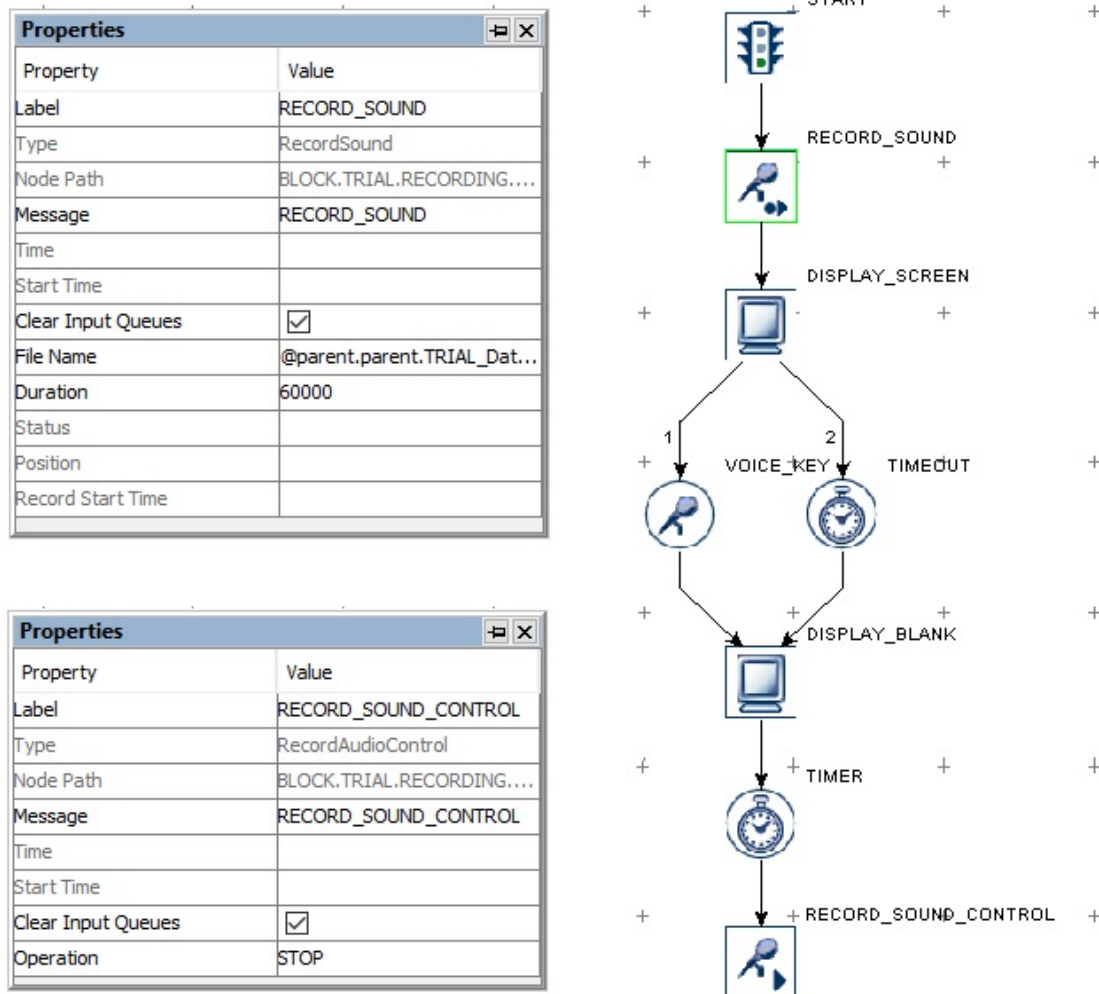 Properties
Property Value
Label RECORD_SOUND
Type RecordSound
Node Path BLOCK.TRIAL.RECORDING....
Message RECORD_SOUND
Time
Start Time
Clear Input Queues
File Name @parent.parent.TRIAL_Dat...
Duration 60000
Status
Position
Record Start Time
Properties
Property Value
Label RECORD_SOUND_CONTROL
Type RecordAudioControl
Node Path BLOCK.TRIAL.RECORDING....
Message RECORD_SOUND_CONTROL
Time
Start Time
Clear Input Queues
Operation STOP
START
RECORD_SOUND
DISPLAY_SCREEN
1 2
VOICE_KEY TIMEOUT
DISPLAY_BLANK
TIMER
RECORD_SOUND_CONTROL